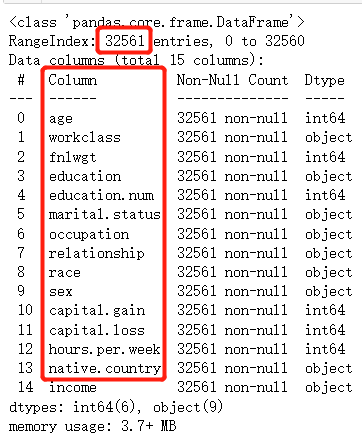 <class 'pandas.core.frame.DataFrame'>
RangeIndex: 32561 entries, 0 to 32560
Data columns (total 15 columns):
 #   Column          Non-Null Count  Dtype
---  ------          --------------  -----
 0   age             32561 non-null  int64
 1   workclass       32561 non-null  object
 2   fnlwgt          32561 non-null  int64
 3   education       32561 non-null  object
 4   education.num   32561 non-null  int64
 5   marital.status  32561 non-null  object
 6   occupation      32561 non-null  object
 7   relationship    32561 non-null  object
 8   race            32561 non-null  object
 9   sex             32561 non-null  object
 10  capital.gain    32561 non-null  int64
 11  capital.loss    32561 non-null  int64
 12  hours.per.week  32561 non-null  int64
 13  native.country  32561 non-null  object
 14  income          32561 non-null  object
dtypes: int64(6), object(9)
memory usage: 3.7+ MB